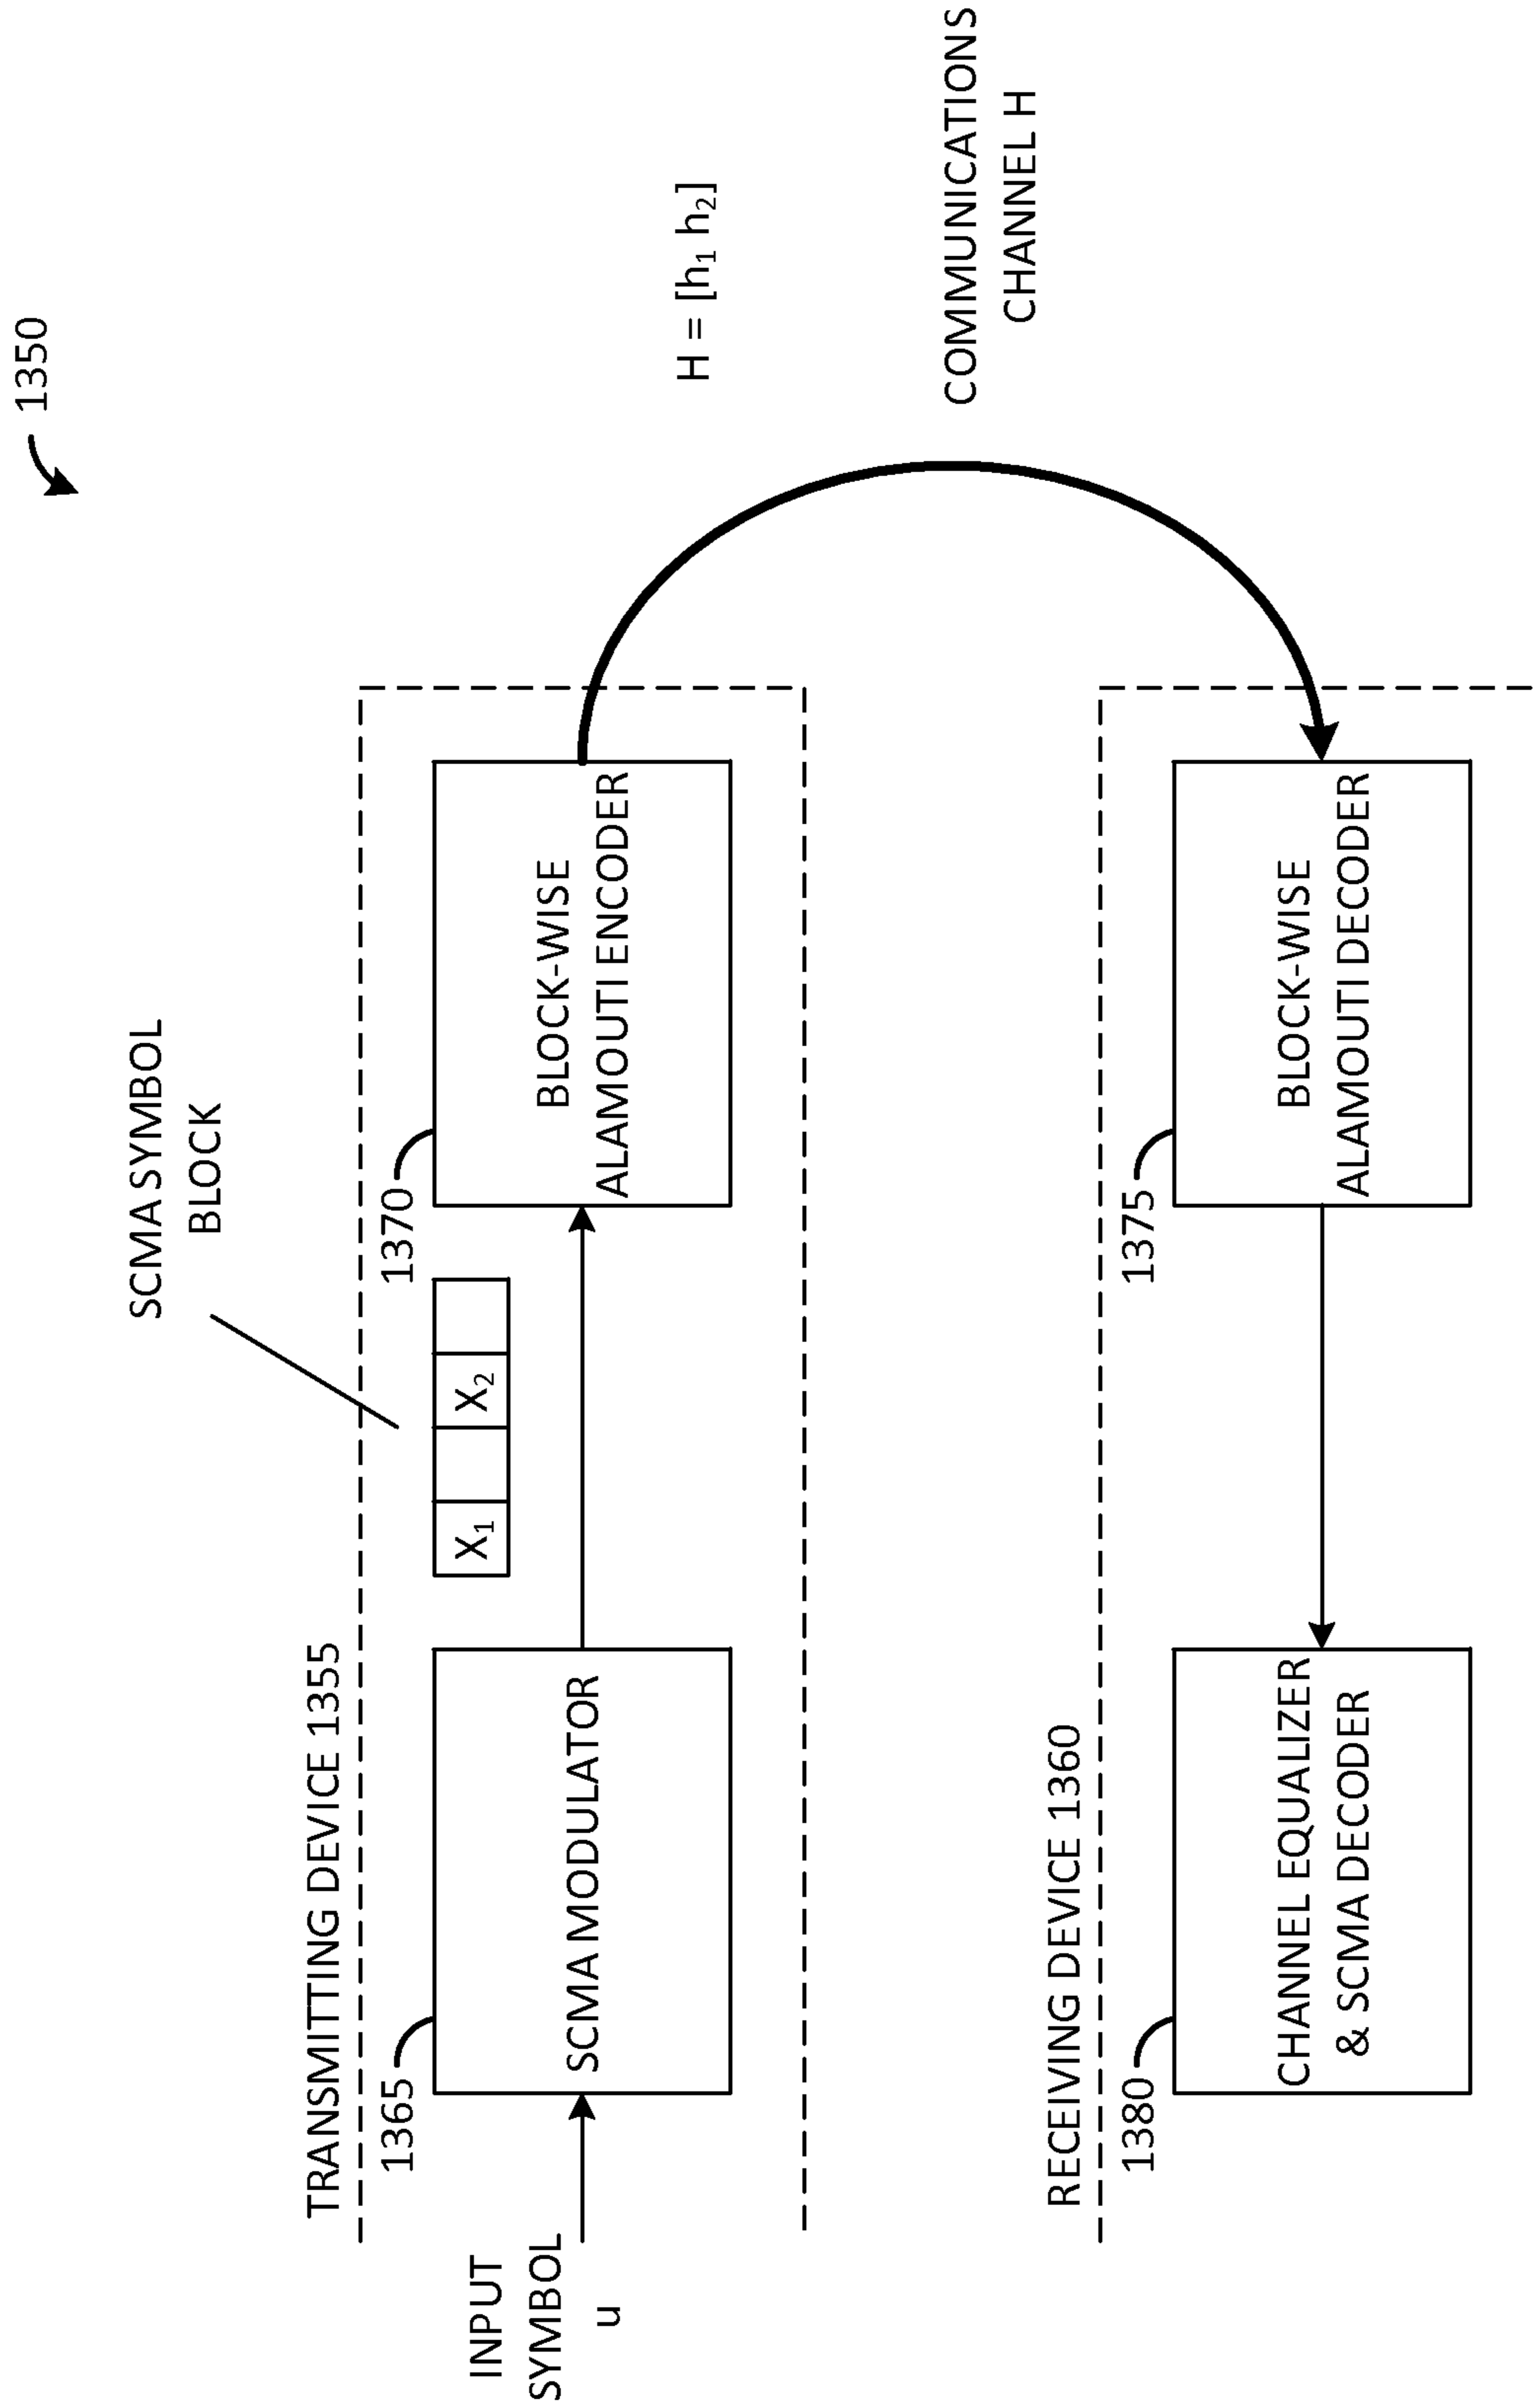 1350
SCMA SYMBOL
BLOCK
TRANSMITTING DEVICE 1355
INPUT
SYMBOL
u
1365
SCMA MODULATOR
X1
X2
1370
BLOCK-WISE
ALAMOUTI ENCODER
H = [h1 h2]
COMMUNICATIONS
CHANNEL H
RECEIVING DEVICE 1360
1380
CHANNEL EQUALIZER
& SCMA DECODER
1375
BLOCK-WISE
ALAMOUTI DECODER